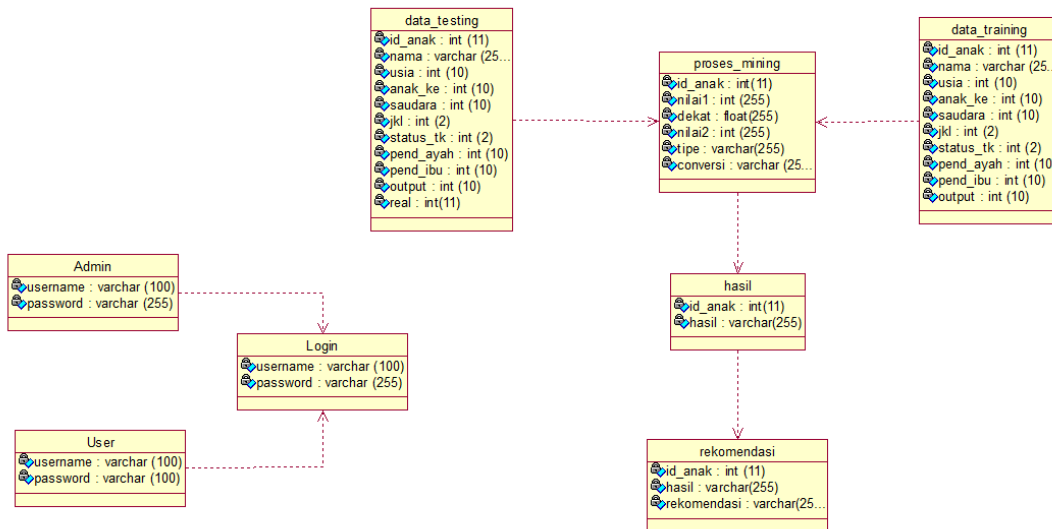 data_testing
id_anak : int (11)
nama : varchar (25...
usia : int (10)
anak_ke : int (10)
saudara : int (10)
jkl : int (2)
status_tk : int (2)
pend_ayah : int (10)
pend_ibu : int (10)
output : int (10)
real : int(11)
proses_mining
id_anak : int(11)
nilai1 : int (255)
dekat : float(255)
nilai2 : int (255)
tipe : varchar(255)
conversi : varchar (25...
data_training
id_anak : int (11)
nama : varchar (25...
usia : int (10)
anak_ke : int (10)
saudara : int (10)
jkl : int (2)
status_tk : int (2)
pend_ayah : int (10
pend_ibu : int (10)
output : int (10)
Admin
username : varchar (100)
password : varchar (255)
Login
username : varchar (100)
password : varchar (255)
User
username : varchar (100)
password : varchar (100)
hasil
id_anak : int(11)
hasil : varchar(255)
rekomendasi
id_anak : int (11)
hasil : varchar(255)
rekomendasi : varchar(25...